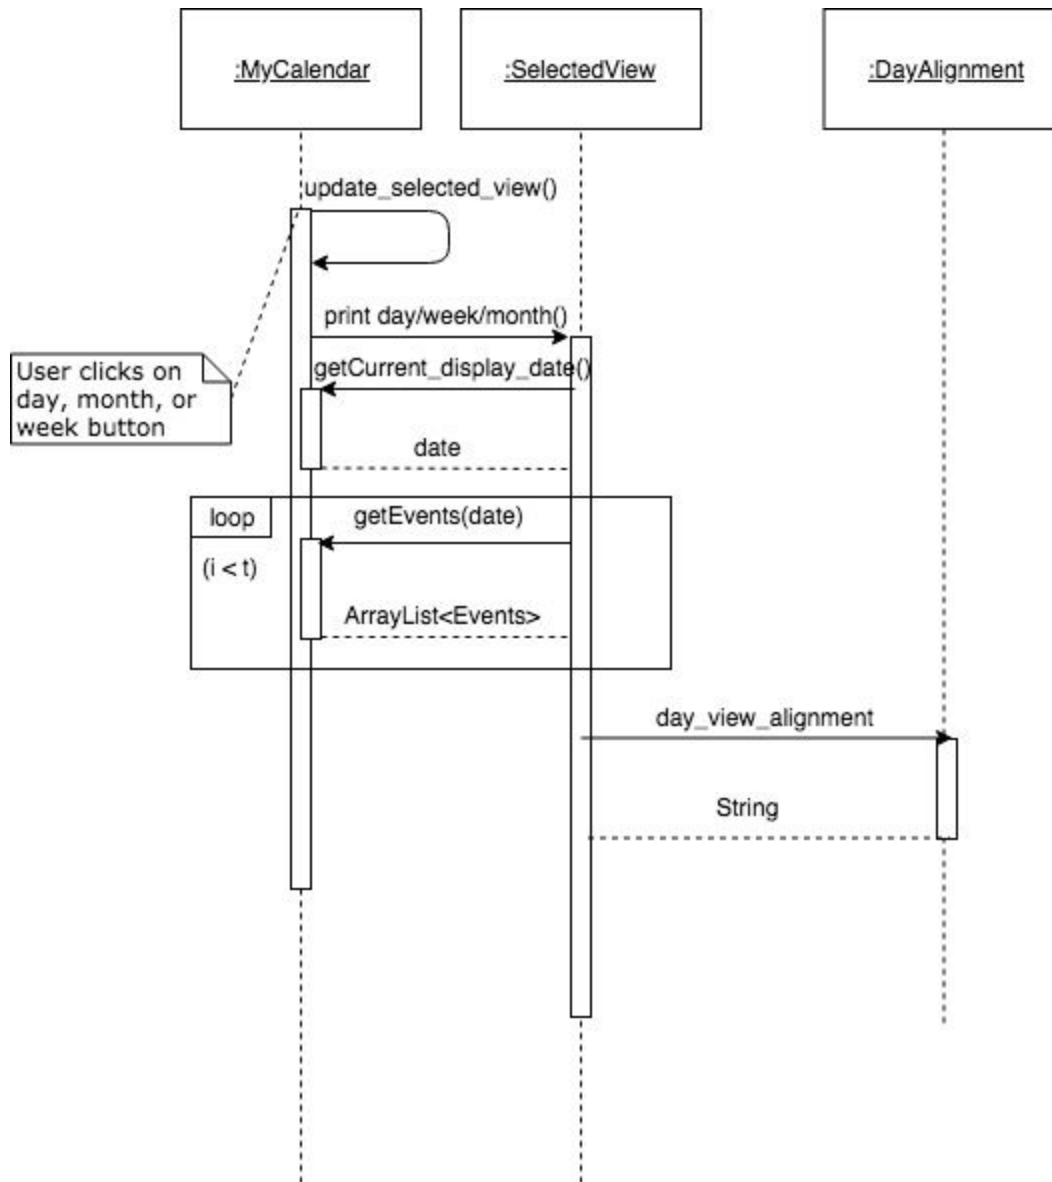 :MyCalendar
:SelectedView
:DayAlignment
update_selected_view()
print day/week/month()
getCurrent_display_date()
User clicks on
day, month, or
week button
date
loop
getEvents(date)
(i < t)
ArrayList<Events>
day_view_alignment
String